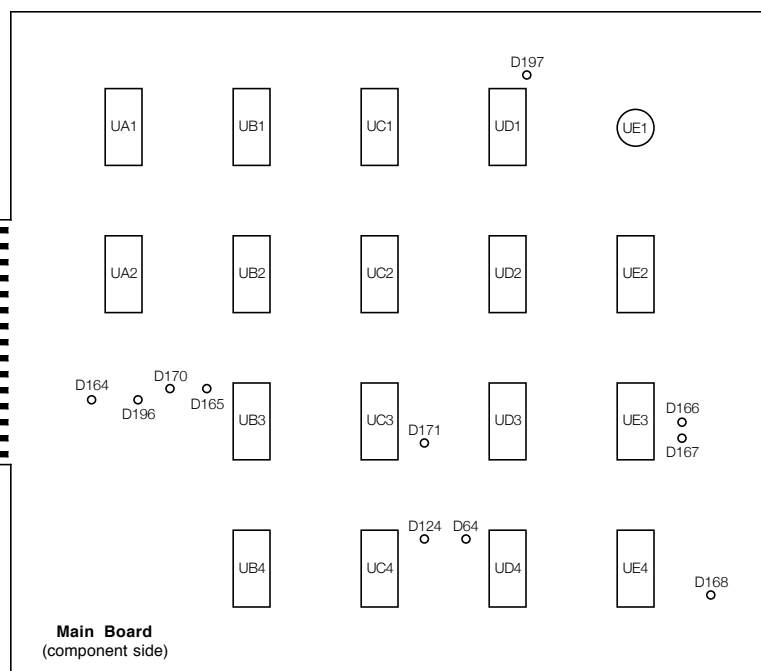 D197
UA1 UB1 UC1 UD1 UE1
UA2 UB2 UC2 UD2 UE2
D170
D164
D196
D165
UB3 UC3 UD3 UE3
D171
D166
D167
D124 D64
UB4 UC4 UD4 UE4
D168
Main Board
(component side)